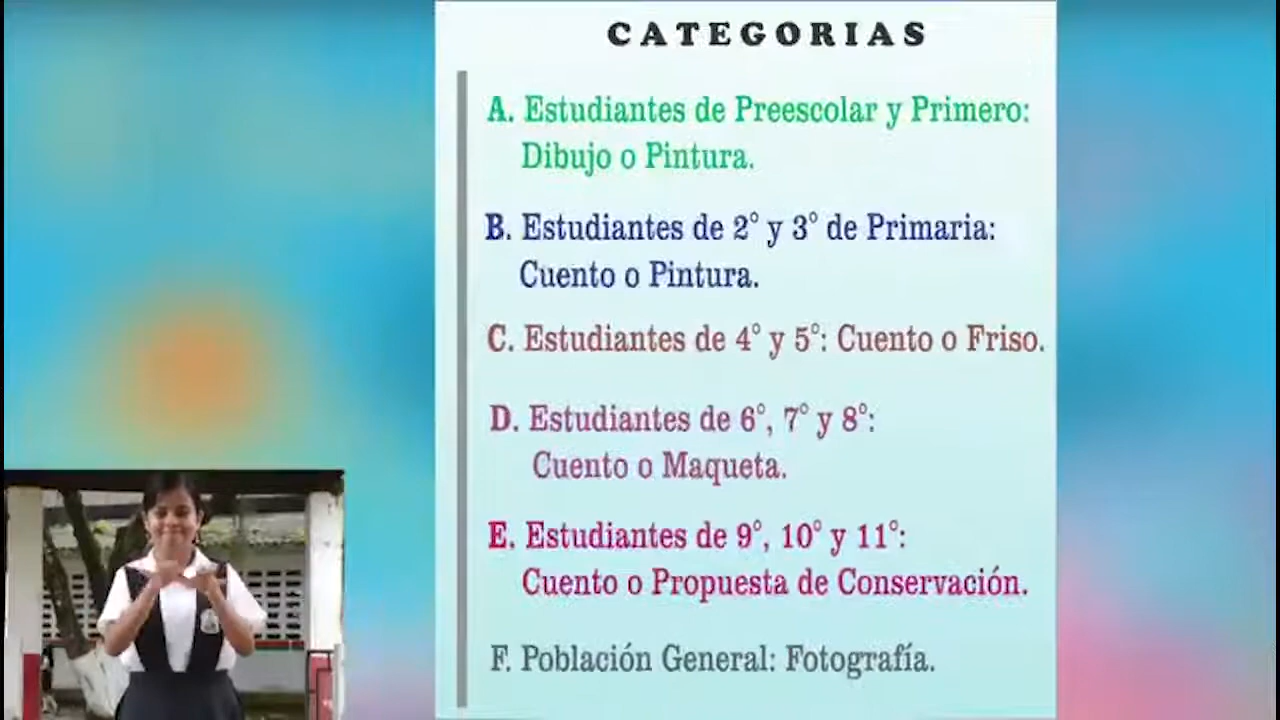 CATEGORIAS
A. Estudiantes de Preescolar y Primero:
Dibujo o Pintura.
B. Estudiantes de 2° y 3° de Primaria:
Cuento o Pintura.
C. Estudiantes de 4° y 5°: Cuento o Friso.
D. Estudiantes de 6°, 7° y 8°:
Cuento o Maqueta.
E. Estudiantes de 9°, 10° y 11°:
Cuento o Propuesta de Conservación.
F. Población General: Fotografía.